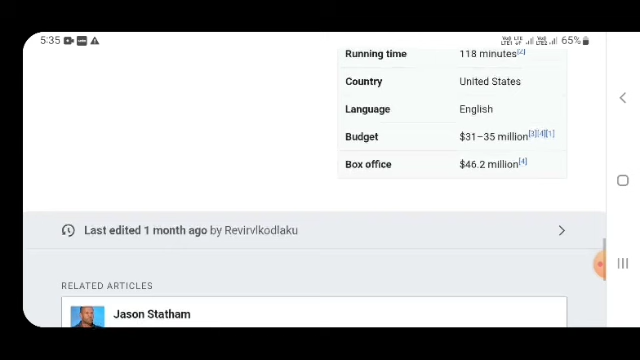 5:35 65%
Running time 118 minutes[2]
Country United States
Language English
Budget $31–35 million[3][4][1]
Box office $46.2 million[4]
Last edited 1 month ago by Revirvlkodlaku
RELATED ARTICLES
Jason Statham